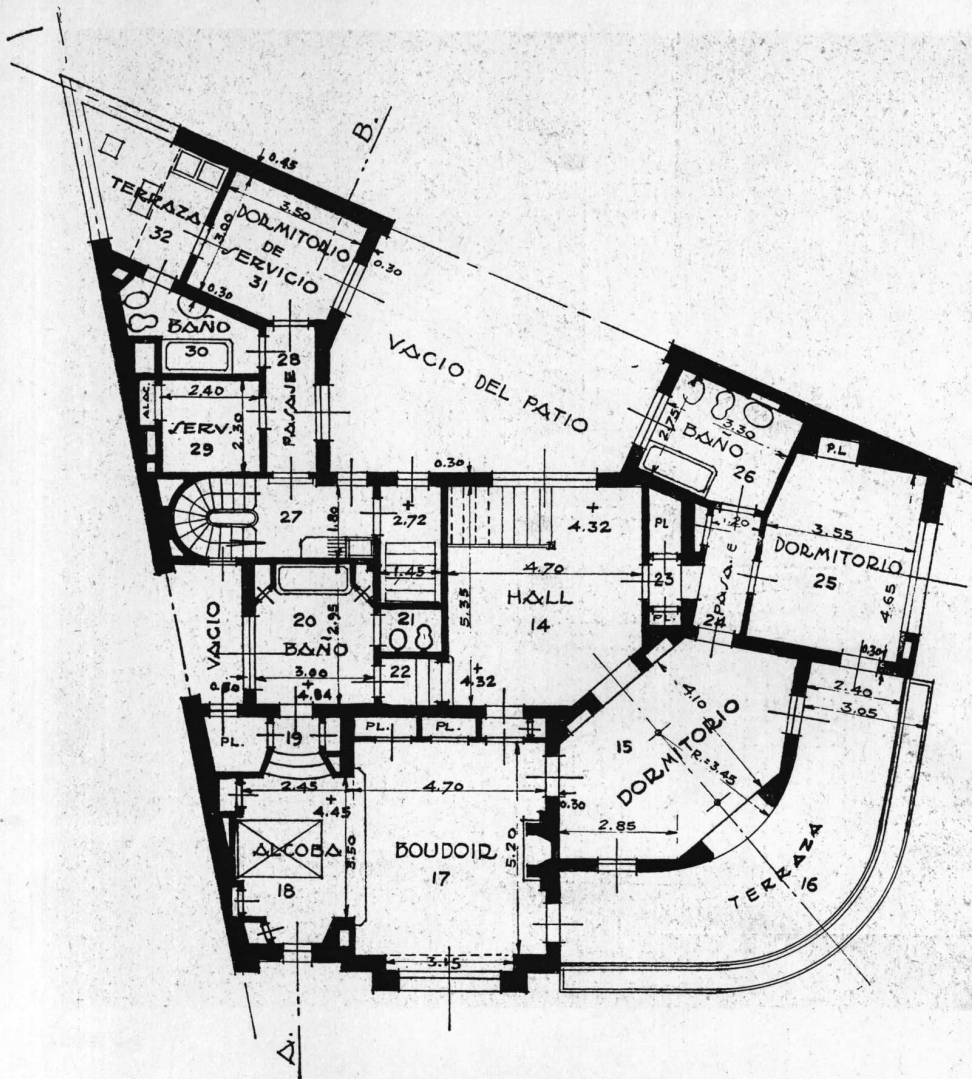 B.
0.45
TERRAZA
32
3.50
3.00
DORMITORIO
DE
SERVICIO
31
0.30
0.30
BAÑO
30
28
PASAJE
VACIO DEL PATIO
ALAC.
2.40
2.30
SERV.
29
2.75
3.30
BAÑO
26
P.L
0.30
27
1.80
+
2.72
+
4.32
PL
1.20
PASAJE
24
3.55
DORMITORIO
25
4.65
1.45
4.70
5.35
HALL
14
23
PL.
20
2.95
BAÑO
21
VACIO
3.00
+
4.84
22
+
4.32
0.30
2.40
3.05
PL.
19
PL.
PL.
4.10
15
DORMITORIO
R.=3.45
2.45
+
4.45
4.70
0.30
2.85
ALCOBA
3.50
BOUDOIR
5.20
18
17
TERRANA
16
3.15
A.